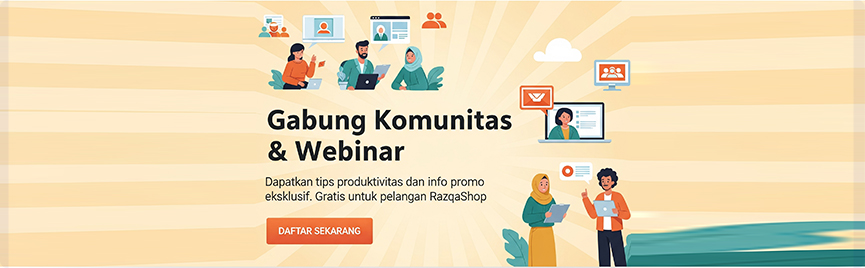 Gabung Komunitas
& Webinar
Dapatkan tips produktivitas dan info promo
eksklusif. Gratis untuk pelangan RazqaShop
DAFTAR SEKARANG